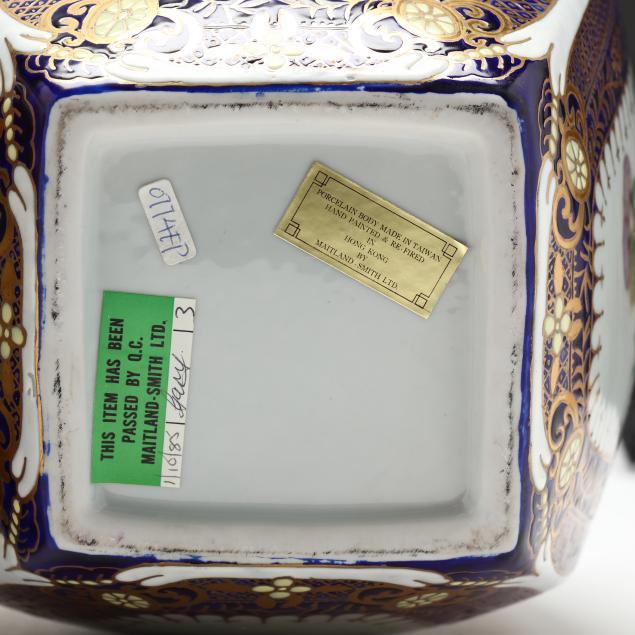 PORCELAIN BODY MADE IN TAIWAN
HAND PAINTED & RE-FIRED
IN
HONG KONG
BY
MAITLAND-SMITH LTD.
THIS ITEM HAS BEEN
PASSED BY Q.C.
MAITLAND-SMITH LTD.
1/10/85 13